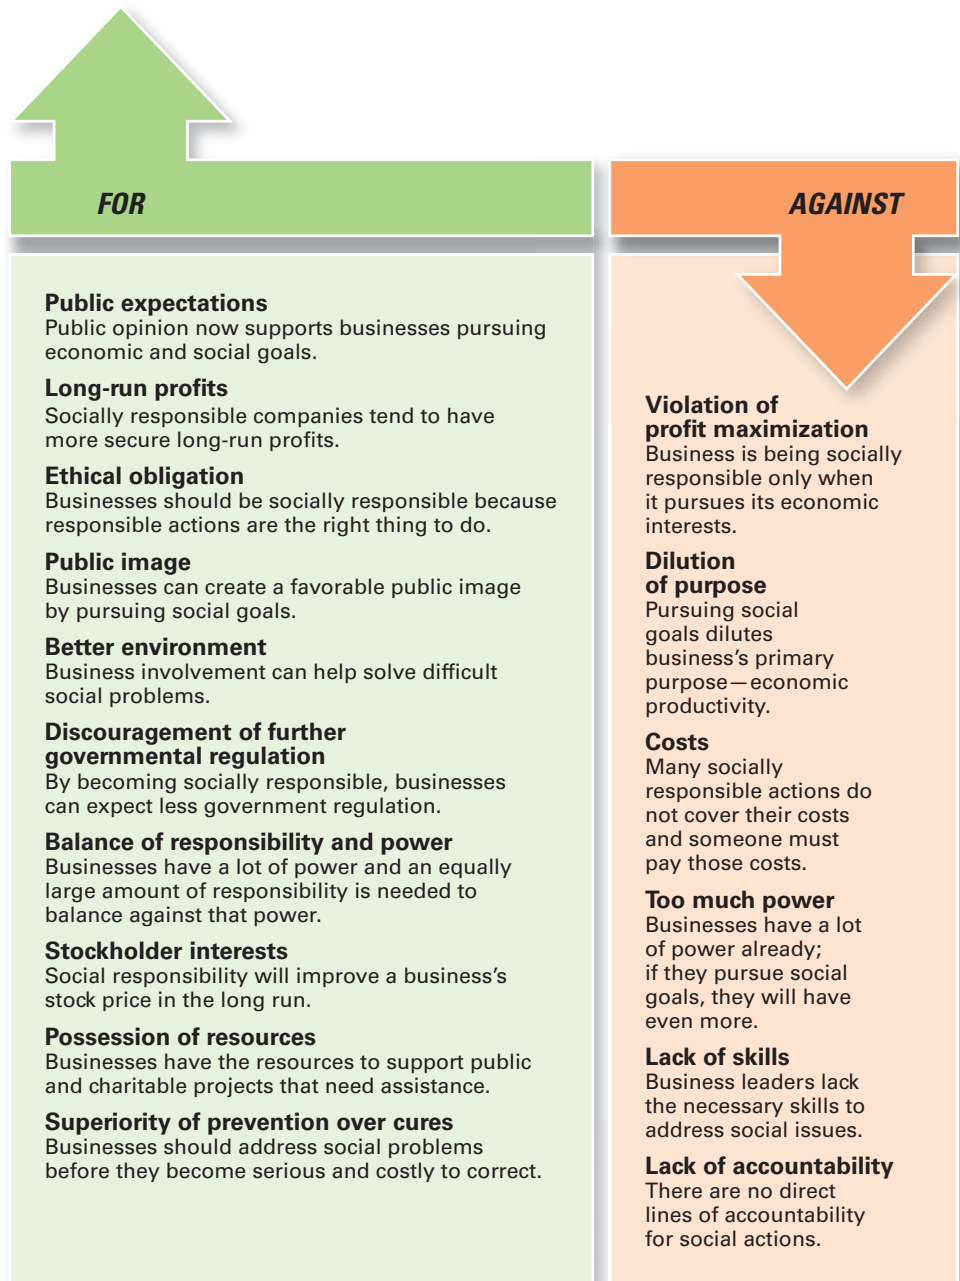 FOR
Public expectations
Public opinion now supports businesses pursuing
economic and social goals.
Long-run profits
Socially responsible companies tend to have
more secure long-run profits.
Ethical obligation
Businesses should be socially responsible because
responsible actions are the right thing to do.
Public image
Businesses can create a favorable public image
by pursuing social goals.
Better environment
Business involvement can help solve difficult
social problems.
Discouragement of further
governmental regulation
By becoming socially responsible, businesses
can expect less government regulation.
Balance of responsibility and power
Businesses have a lot of power and an equally
large amount of responsibility is needed to
balance against that power.
Stockholder interests
Social responsibility will improve a business's
stock price in the long run.
Possession of resources
Businesses have the resources to support public
and charitable projects that need assistance.
Superiority of prevention over cures
Businesses should address social problems
before they become serious and costly to correct.
AGAINST
Violation of
profit maximization
Business is being socially
responsible only when
it pursues its economic
interests.
Dilution
of purpose
Pursuing social
goals dilutes
business's primary
purpose—economic
productivity.
Costs
Many socially
responsible actions do
not cover their costs
and someone must
pay those costs.
Too much power
Businesses have a lot
of power already;
if they pursue social
goals, they will have
even more.
Lack of skills
Business leaders lack
the necessary skills to
address social issues.
Lack of accountability
There are no direct
lines of accountability
for social actions.